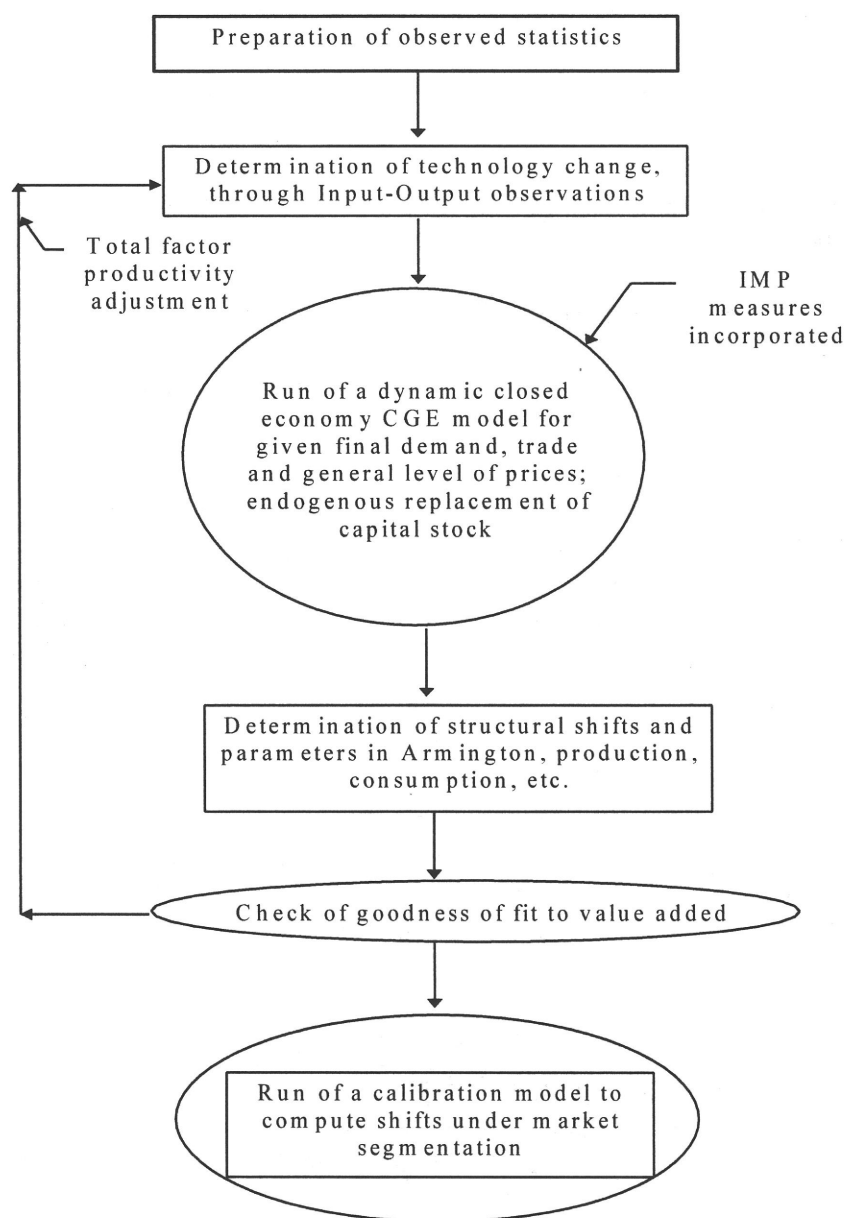 Preparation of observed statistics
Determination of technology change,
through Input-Output observations
Total factor
productivity
adjustment
IMP
measures
incorporated
Run of a dynamic closed
economy CGE model for
given final demand, trade
and general level of prices;
endogenous replacement of
capital stock
Determination of structural shifts and
parameters in Armington, production,
consumption, etc.
Check of goodness of fit to value added
Run of a calibration model to
compute shifts under market
segmentation